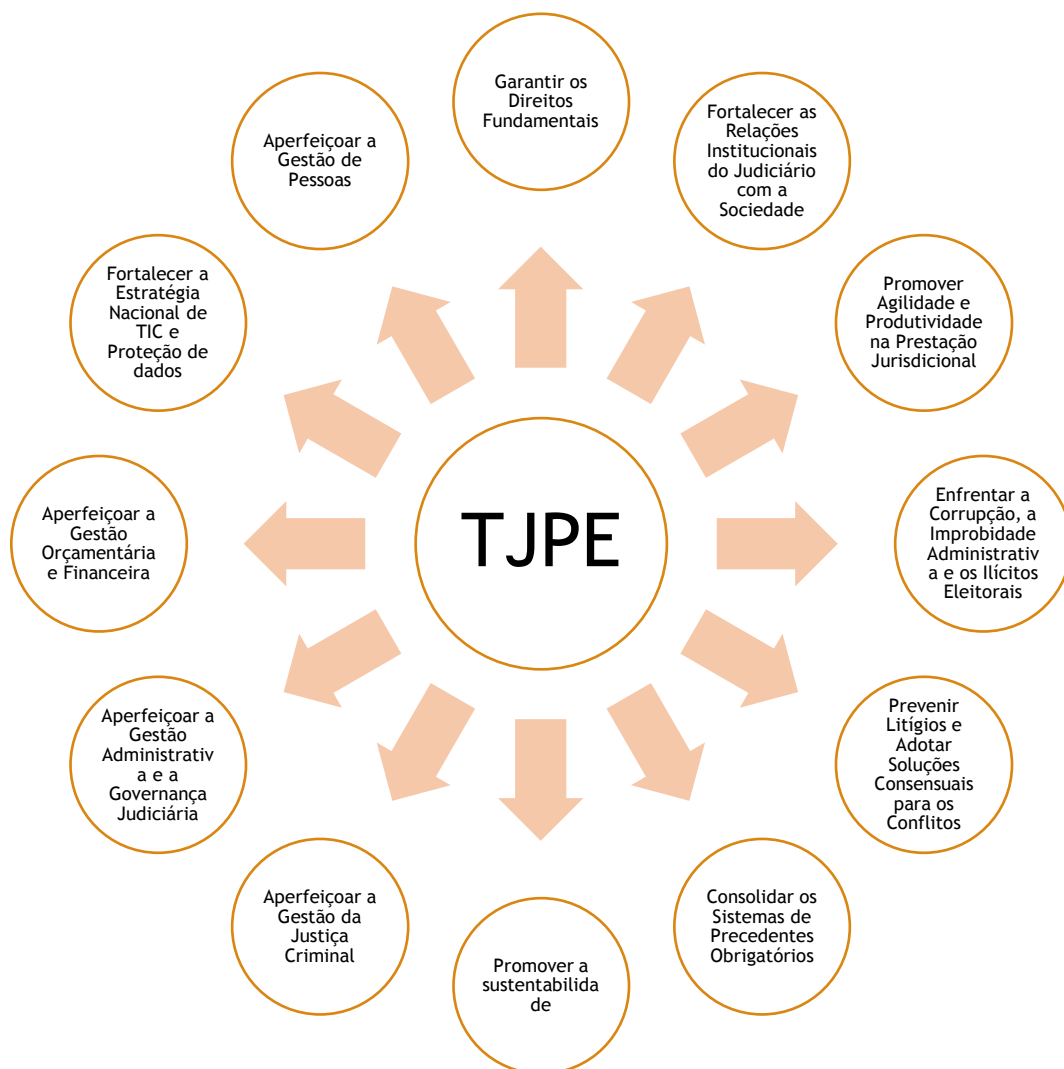 Garantir os
Direitos
Fundamentais
Fortalecer as
Relações
Institucionais
do Judiciário
com a
Sociedade
Promover
Agilidade e
Produtividade
na Prestação
Jurisdicional
Enfrentar a
Corrupção, a
Improbidade
Administrativ
a e os Ilícitos
Eleitorais
Prevenir
Litígios e
Adotar
Soluções
Consensuais
para os
Conflitos
Consolidar os
Sistemas de
Precedentes
Obrigatórios
Promover a
sustentabilida
de
Aperfeiçoar a
Gestão da
Justiça
Criminal
Aperfeiçoar a
Gestão
Administrativ
a e a
Governança
Judiciária
Aperfeiçoar a
Gestão
Orçamentária
e Financeira
Fortalecer a
Estratégia
Nacional de
TIC e
Proteção de
dados
Aperfeiçoar a
Gestão de
Pessoas
TJPE